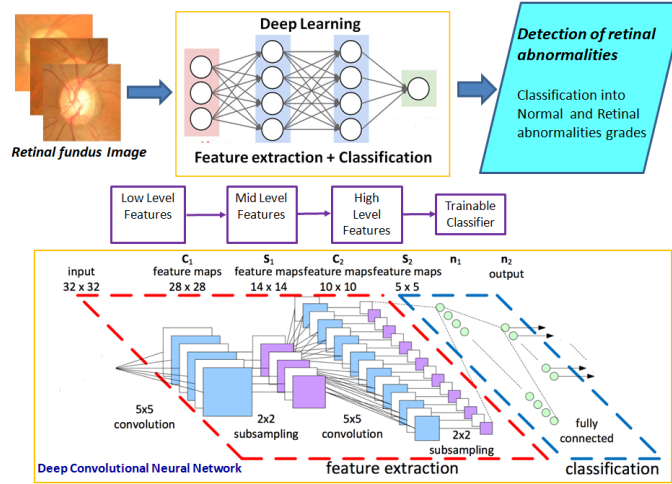 Deep Learning
Retinal fundus Image
Feature extraction + Classification
Detection of retinal
abnormalities
Classification into
Normal and Retinal
abnormalities grades
Low Level
Features
Mid Level
Features
High
Level
Features
Trainable
Classifier
input
32 x 32
C1
feature maps
28 x 28
S1
feature maps
14 x 14
C2
feature maps
10 x 10
S2
feature maps
5 x 5
n1
n2
output
5x5
convolution
2x2
subsampling
5x5
convolution
2x2
subsampling
fully
connected
Deep Convolutional Neural Network
feature extraction
classification